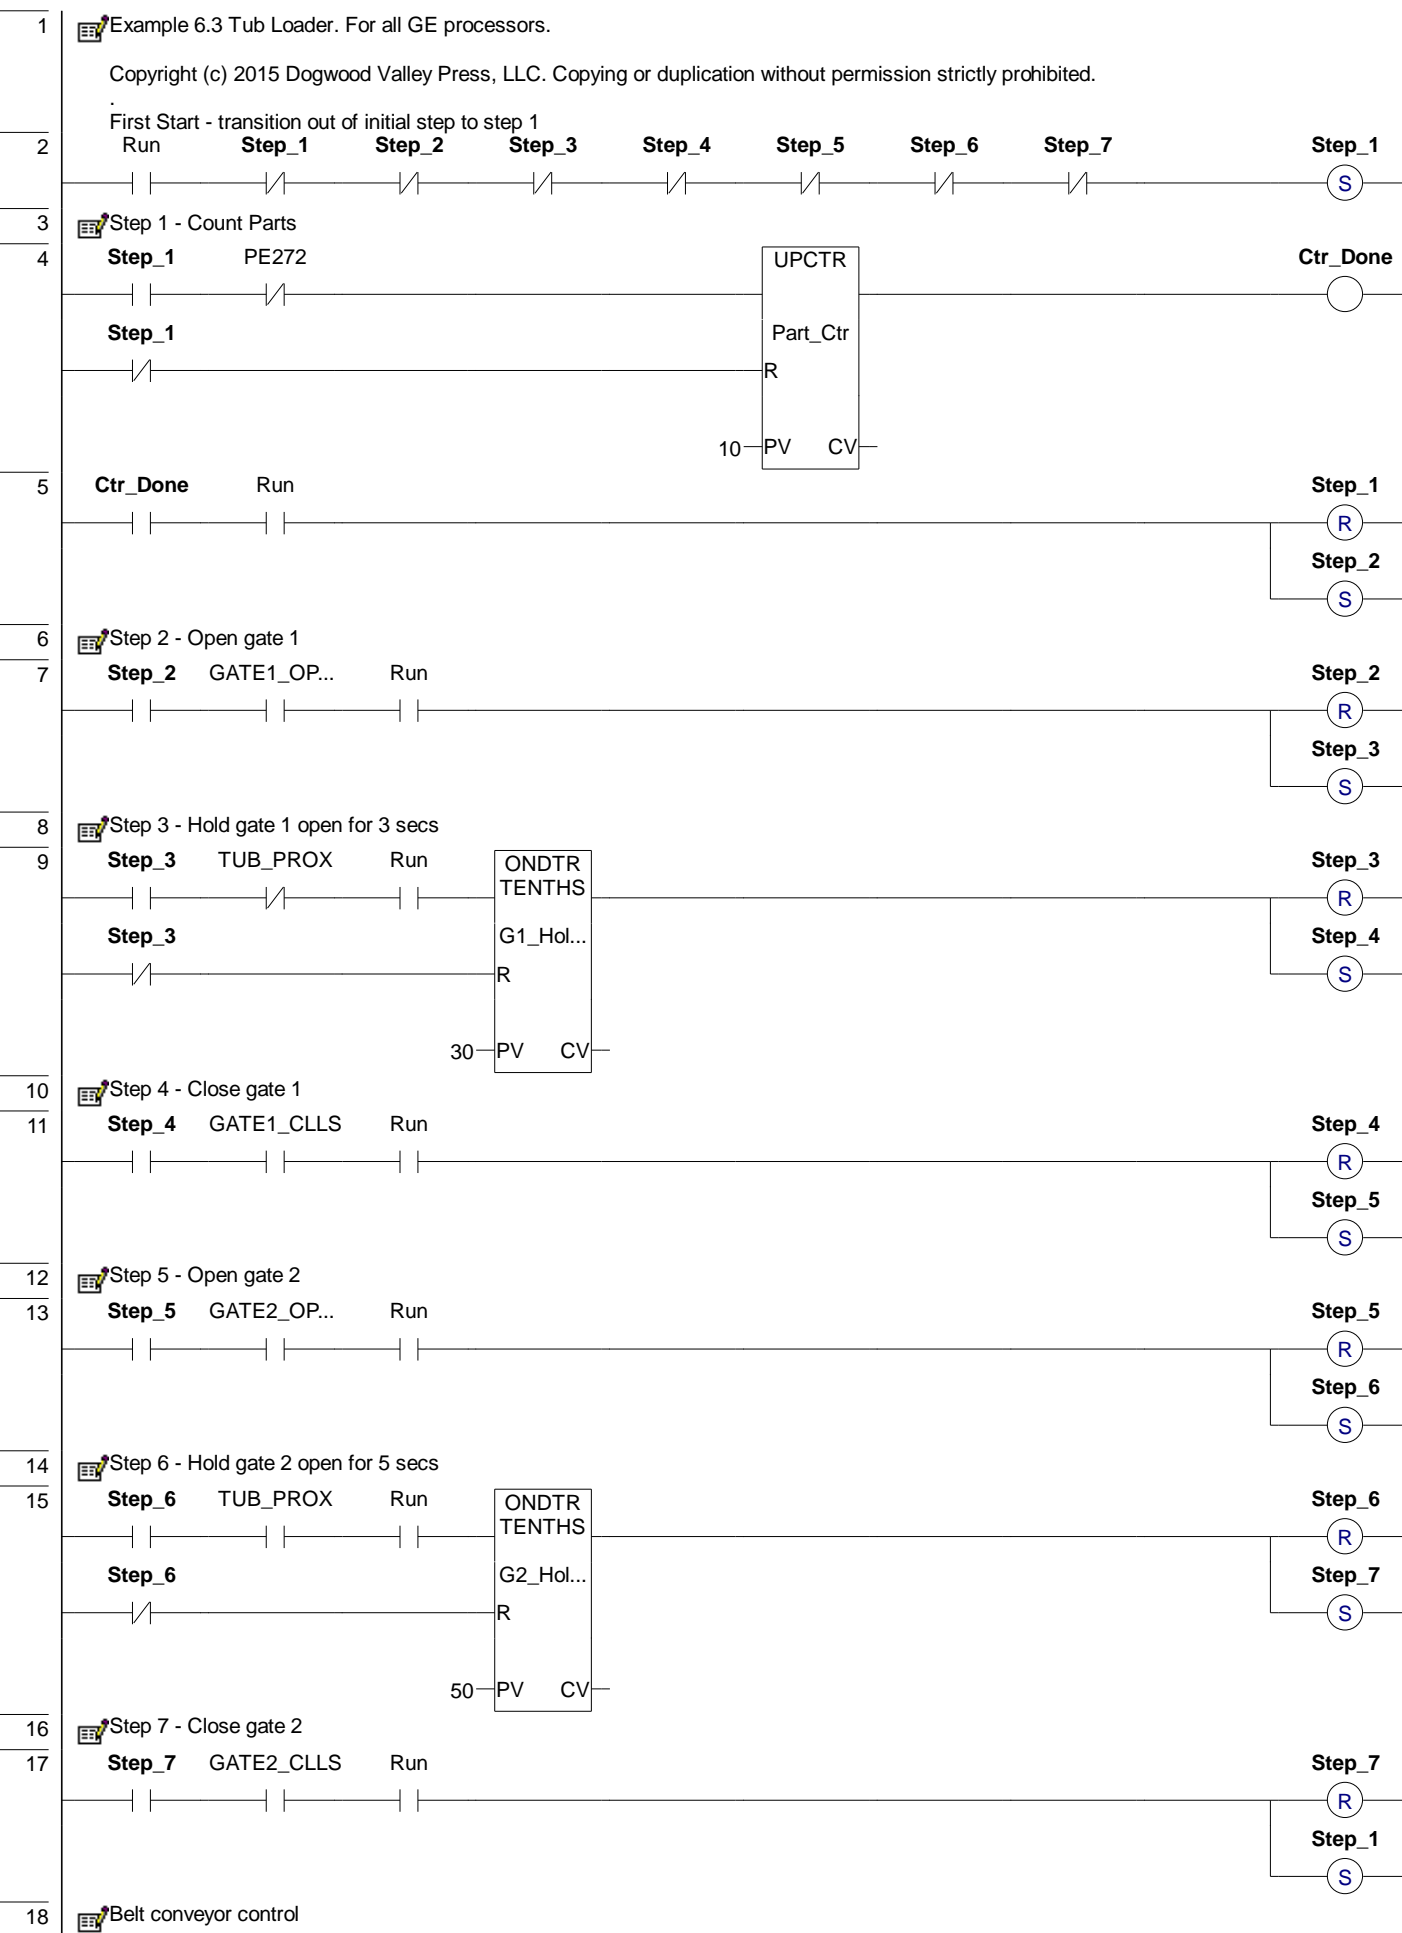 1
Example 6.3 Tub Loader. For all GE processors.
Copyright (c) 2015 Dogwood Valley Press, LLC. Copying or duplication without permission strictly prohibited.
.
First Start - transition out of initial step to step 1
2
Run Step_1 Step_2 Step_3 Step_4 Step_5 Step_6 Step_7 Step_1
S
3
Step 1 - Count Parts
4
Step_1 PE272 UPCTR Ctr_Done
Step_1 Part_Ctr
R
10 PV CV
5
Ctr_Done Run Step_1
R
Step_2
S
6
Step 2 - Open gate 1
7
Step_2 GATE1_OP... Run Step_2
R
Step_3
S
8
Step 3 - Hold gate 1 open for 3 secs
9
Step_3 TUB_PROX Run ONDTR Step_3
TENTHS
R
Step_3 G1_Hol... Step_4
R S
30 PV CV
10
Step 4 - Close gate 1
11
Step_4 GATE1_CLLS Run Step_4
R
Step_5
S
12
Step 5 - Open gate 2
13
Step_5 GATE2_OP... Run Step_5
R
Step_6
S
14
Step 6 - Hold gate 2 open for 5 secs
15
Step_6 TUB_PROX Run ONDTR Step_6
TENTHS
R
Step_6 G2_Hol... Step_7
R S
50 PV CV
16
Step 7 - Close gate 2
17
Step_7 GATE2_CLLS Run Step_7
R
Step_1
S
18
Belt conveyor control